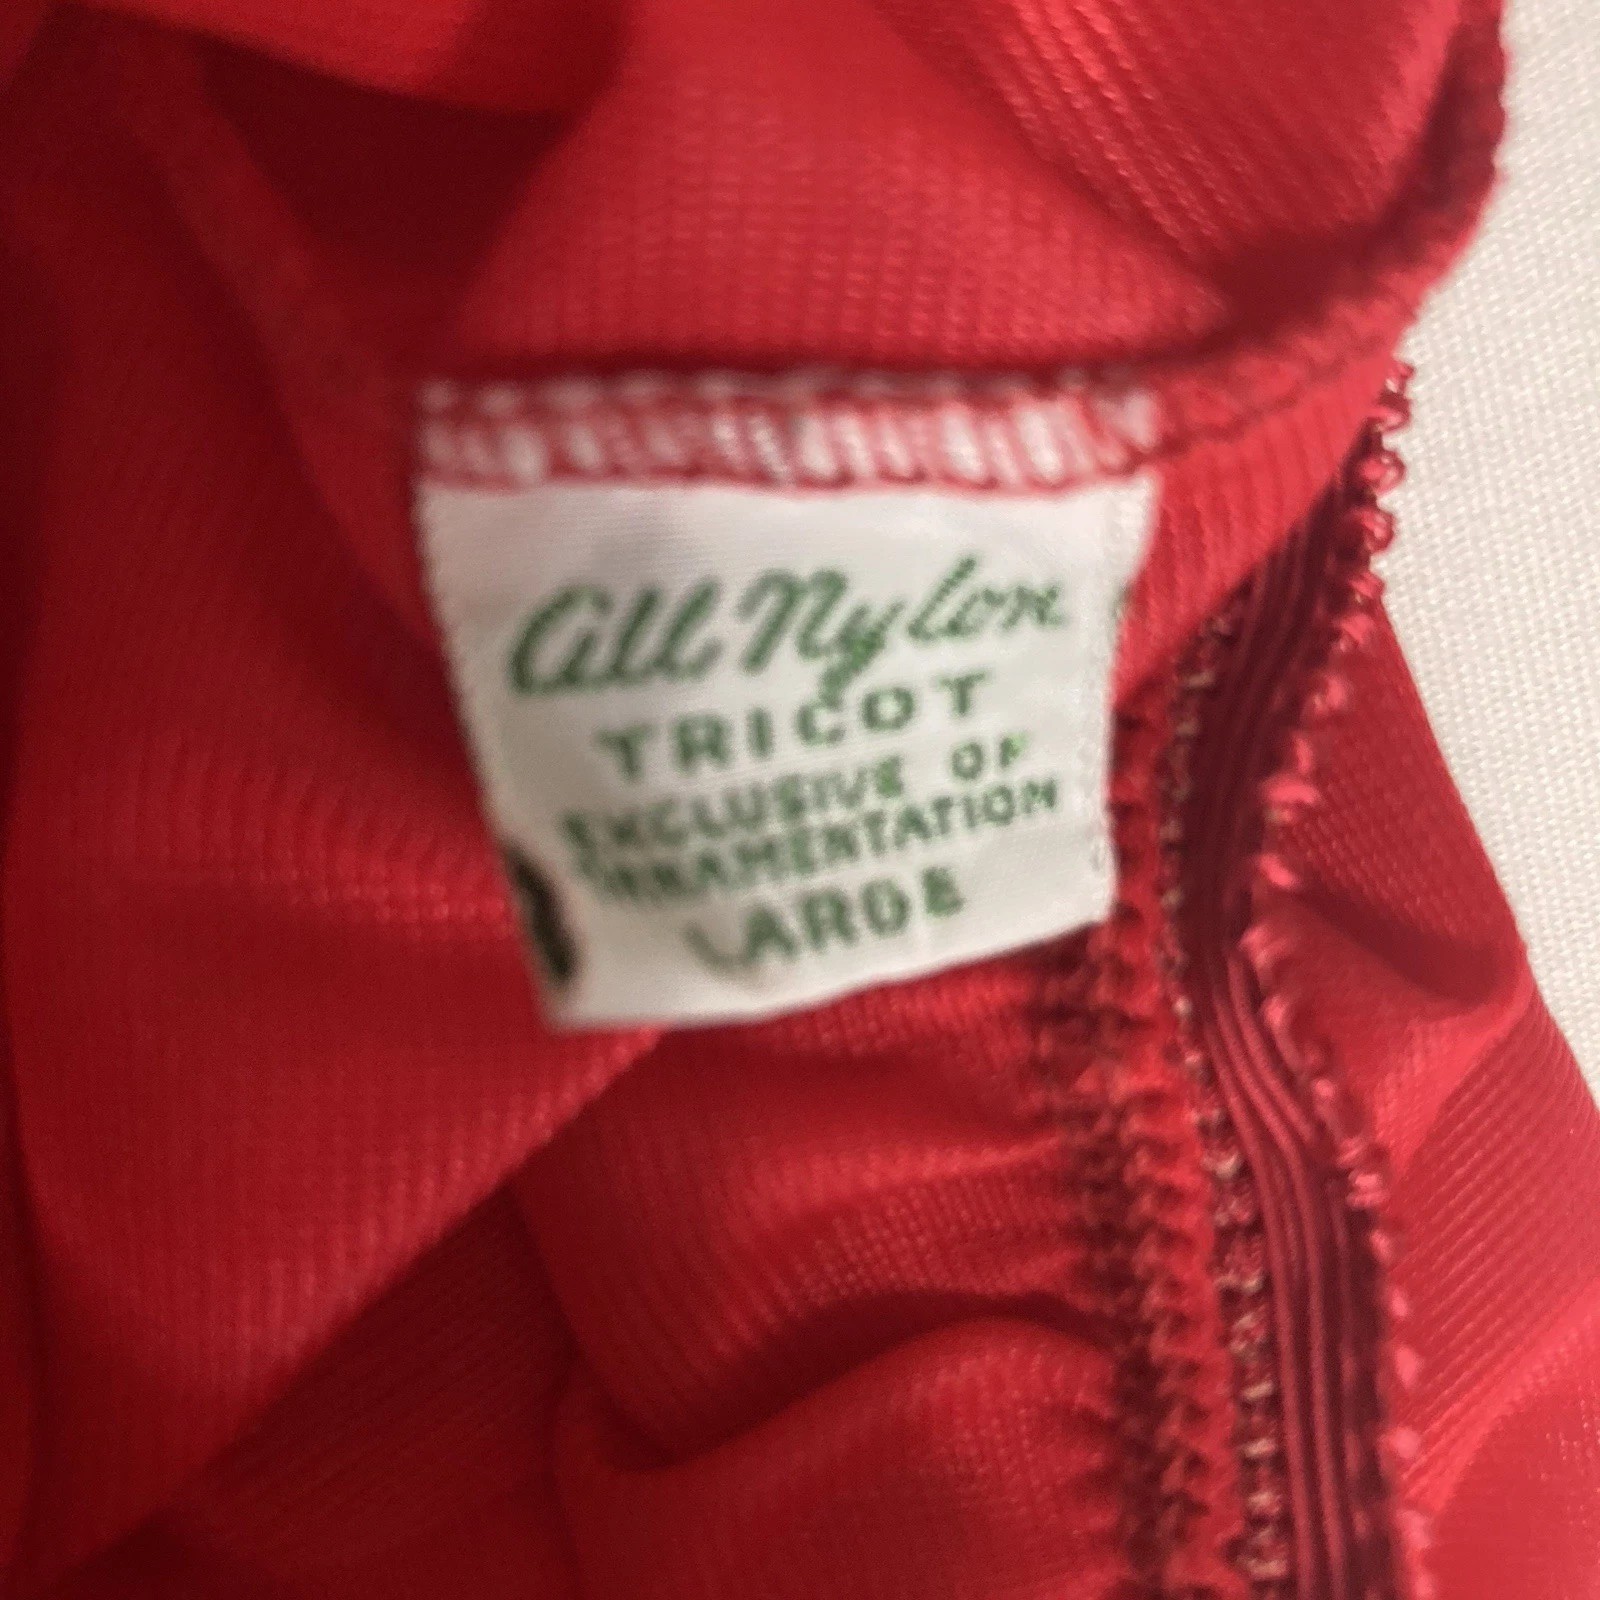 all Nylon
TRICOT
EXCLUSIVE OF
ORNAMENTATION
LARGE